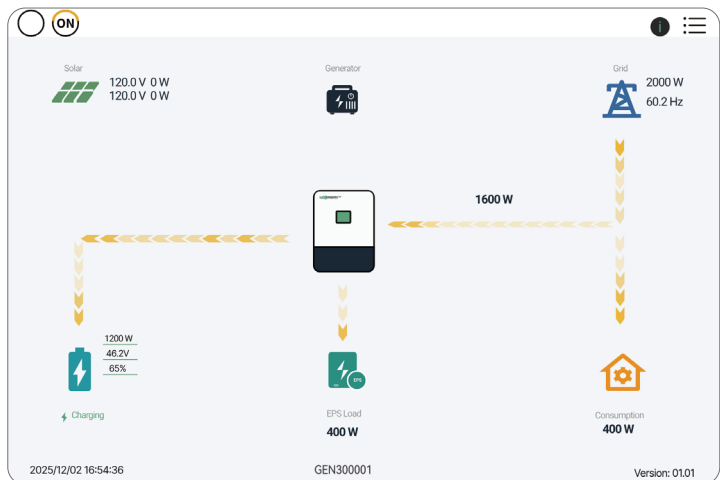 ON
i
Solar
120.0 V 0 W
120.0 V 0 W
Generator
Grid
2000 W
60.2 Hz
1600 W
1200 W
46.2V
65%
Charging
EPS
EPS Load
400 W
Consumption
400 W
2025/12/02 16:54:36
GEN300001
Version: 01.01